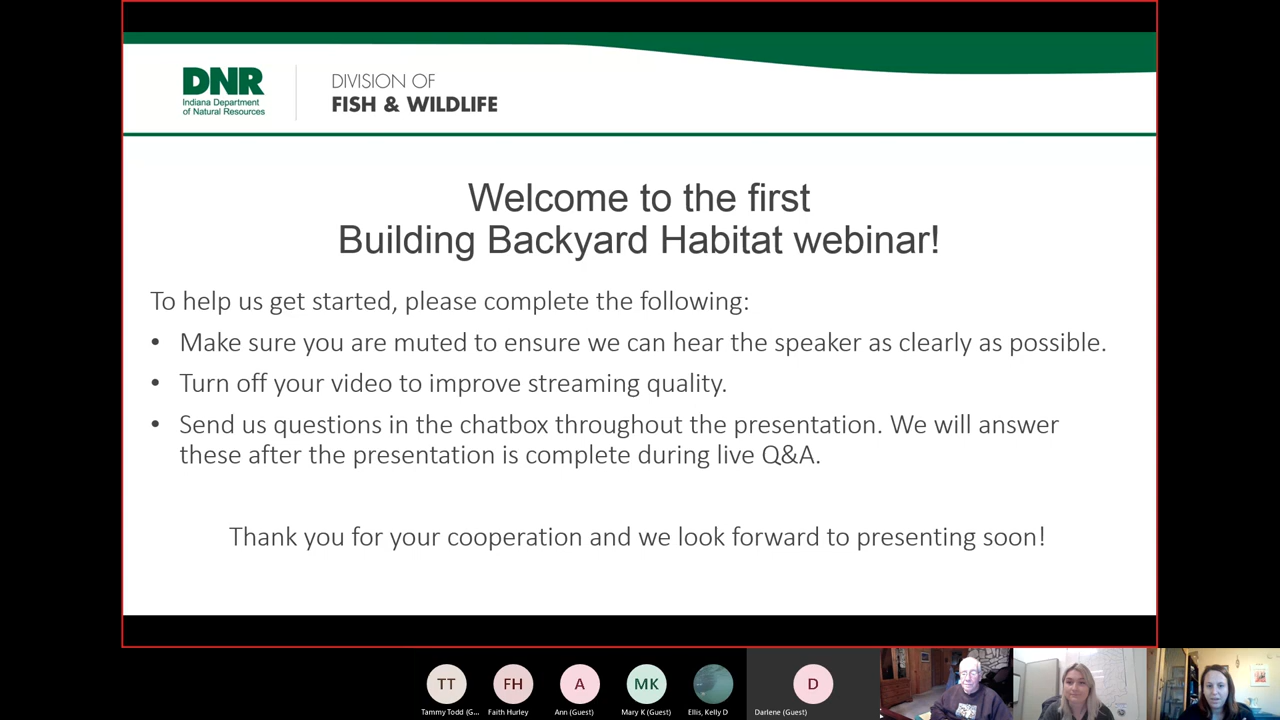 DNR
Indiana Department
of Natural Resources
DIVISION OF
FISH & WILDLIFE
Welcome to the first
Building Backyard Habitat webinar!
To help us get started, please complete the following:
• Make sure you are muted to ensure we can hear the speaker as clearly as possible.
• Turn off your video to improve streaming quality.
• Send us questions in the chatbox throughout the presentation. We will answer
these after the presentation is complete during live Q&A.
Thank you for your cooperation and we look forward to presenting soon!
TT FH A MK D
Tammy Todd (G... Faith Hurley Ann (Guest) Mary K (Guest) Ellis, Kelly D Darlene (Guest)